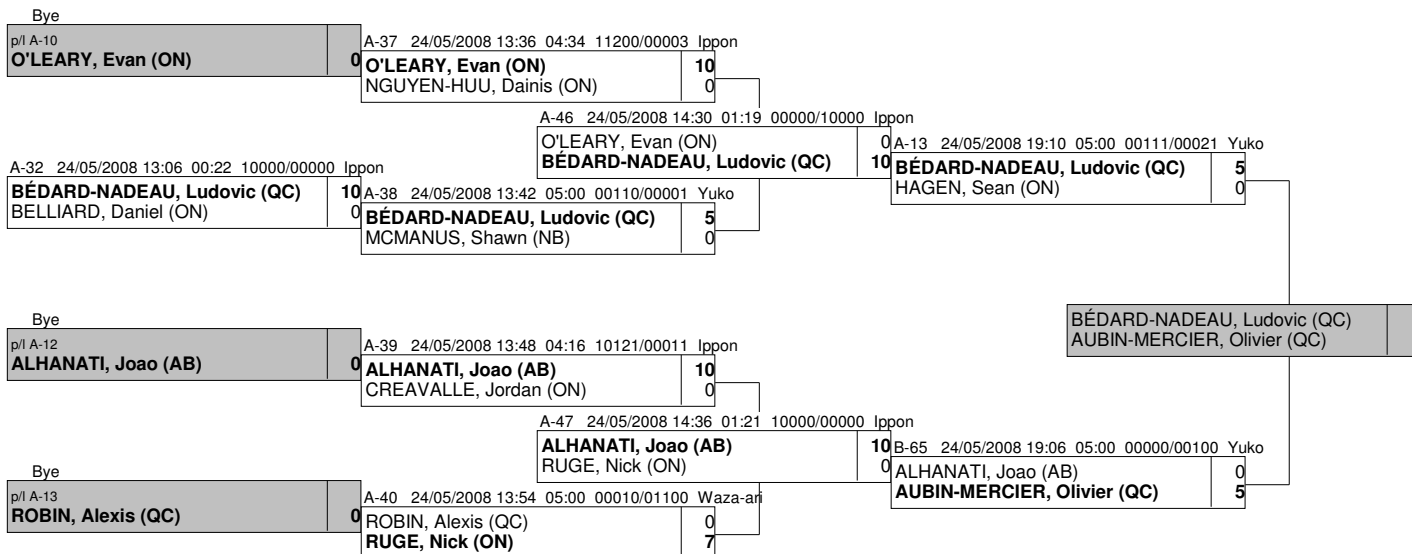 Bye
p/l A-10
O'LEARY, Evan (ON) 0
A-37 24/05/2008 13:36 04:34 11200/00003 Ippon
O'LEARY, Evan (ON) 10
NGUYEN-HUU, Dainis (ON) 0
A-46 24/05/2008 14:30 01:19 00000/10000 Ippon
O'LEARY, Evan (ON) 0
BÉDARD-NADEAU, Ludovic (QC) 10
A-13 24/05/2008 19:10 05:00 00111/00021 Yuko
BÉDARD-NADEAU, Ludovic (QC) 5
HAGEN, Sean (ON) 0
A-32 24/05/2008 13:06 00:22 10000/00000 Ippon
BÉDARD-NADEAU, Ludovic (QC) 10
BELLIARD, Daniel (ON) 0
A-38 24/05/2008 13:42 05:00 00110/00001 Yuko
BÉDARD-NADEAU, Ludovic (QC) 5
MCMANUS, Shawn (NB) 0
BÉDARD-NADEAU, Ludovic (QC)
AUBIN-MERCIER, Olivier (QC)
Bye
p/l A-12
ALHANATI, Joao (AB) 0
A-39 24/05/2008 13:48 04:16 10121/00011 Ippon
ALHANATI, Joao (AB) 10
CREAVALLE, Jordan (ON) 0
A-47 24/05/2008 14:36 01:21 10000/00000 Ippon
ALHANATI, Joao (AB) 10
RUGE, Nick (ON) 0
B-65 24/05/2008 19:06 05:00 00000/00100 Yuko
ALHANATI, Joao (AB) 0
AUBIN-MERCIER, Olivier (QC) 5
Bye
p/l A-13
ROBIN, Alexis (QC) 0
A-40 24/05/2008 13:54 05:00 00010/01100 Waza-ari
ROBIN, Alexis (QC) 0
RUGE, Nick (ON) 7